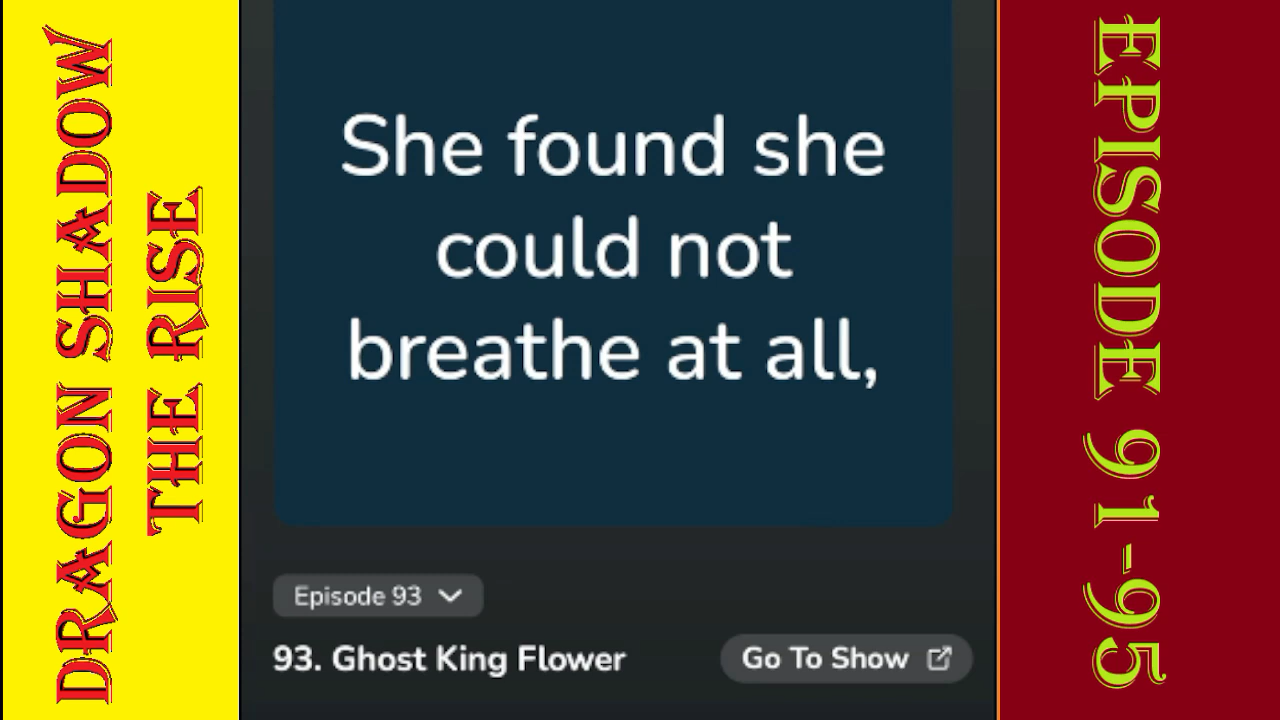 DRAGON SHADOW
THE RISE
She found she
could not
breathe at all,
Episode 93
93. Ghost King Flower
Go To Show
EPISODE 91-95